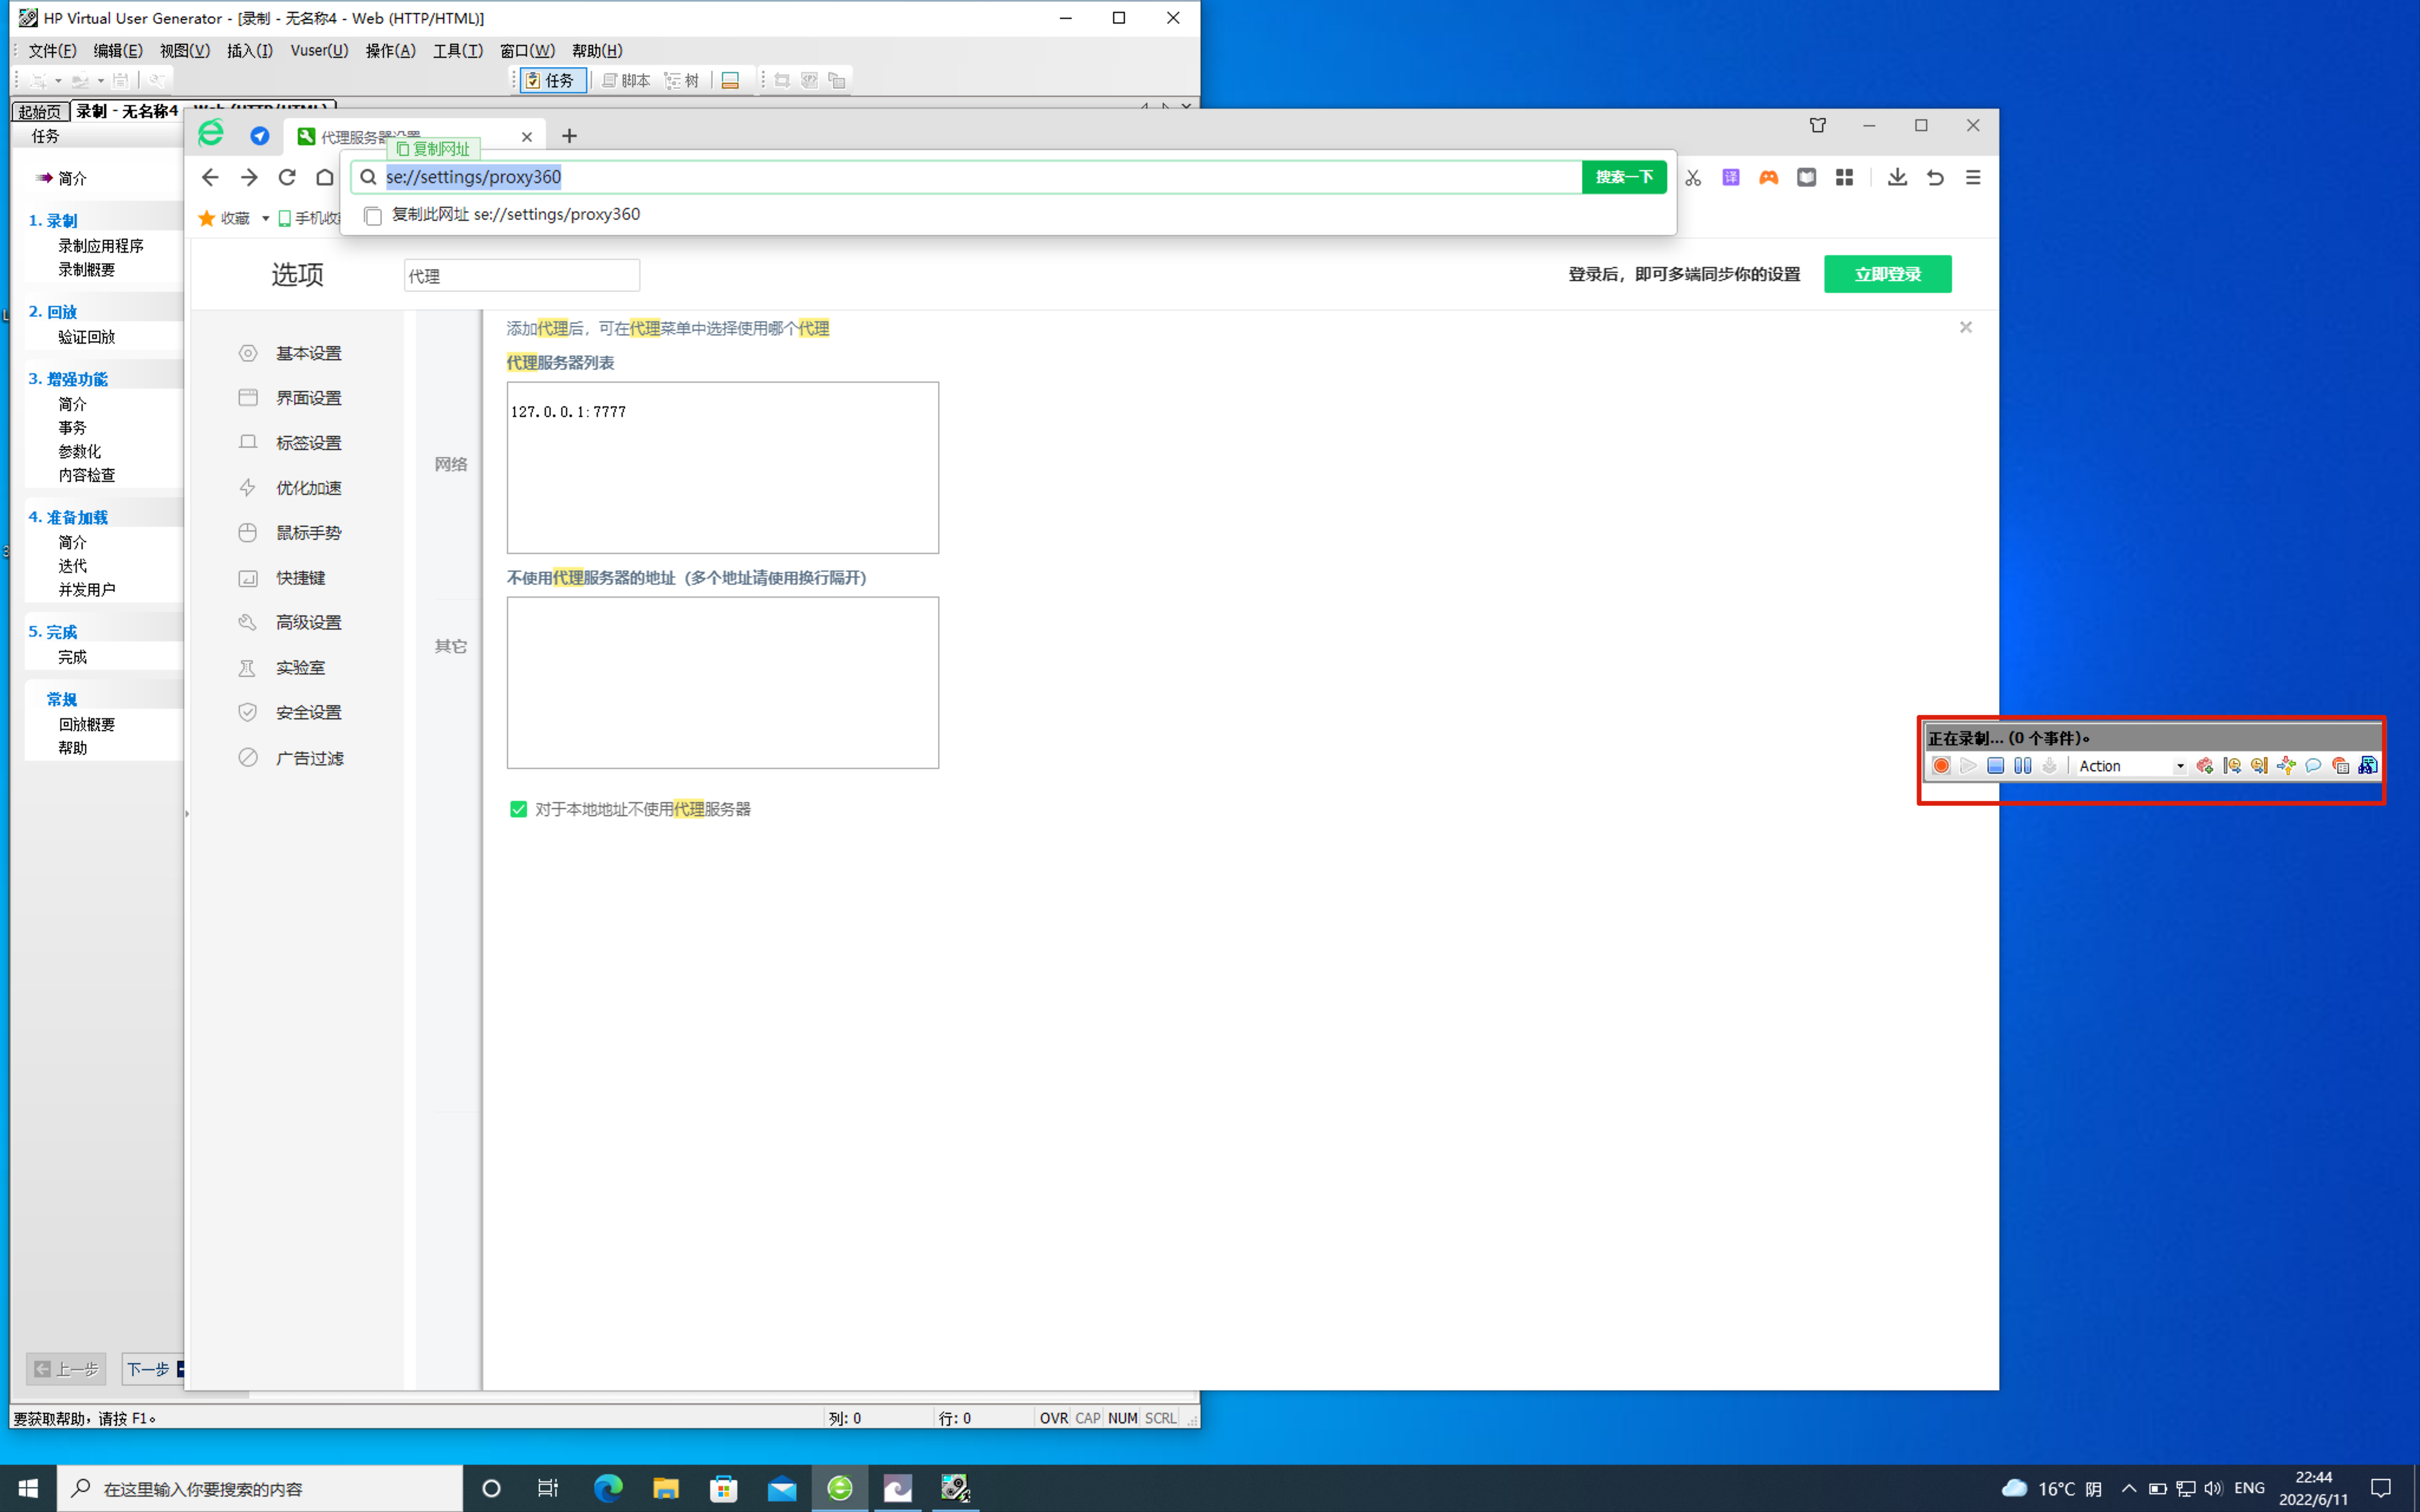 HP Virtual User Generator - [录制 - 无名称4 - Web (HTTP/HTML)]
文件(F) 编辑(E) 视图(V) 插入(I) Vuser(U) 操作(A) 工具(T) 窗口(W) 帮助(H)
任务 脚本 树
起始页 录制 - 无名称4 - Web (HTTP/HTML)
任务
简介
1. 录制
录制应用程序
录制概要
2. 回放
验证回放
3. 增强功能
简介
事务
参数化
内容检查
4. 准备加载
简介
迭代
并发用户
5. 完成
完成
常规
回放概要
帮助
上一步 下一步
要获取帮助，请按 F1。
列: 0 行: 0 OVR CAP NUM SCRL
代理服务器设置
复制网址
se://settings/proxy360
搜索一下
译
复制此网址 se://settings/proxy360
收藏 手机收
选项
代理
登录后，即可多端同步你的设置
立即登录
基本设置
界面设置
标签设置
优化加速
鼠标手势
快捷键
高级设置
实验室
安全设置
广告过滤
网络
其它
添加代理后，可在代理菜单中选择使用哪个代理
代理服务器列表
127.0.0.1:7777
不使用代理服务器的地址（多个地址请使用换行隔开）
对于本地地址不使用代理服务器
正在录制... (0 个事件)。
Action
在这里输入你要搜索的内容
16°C 阴
ENG
22:44
2022/6/11